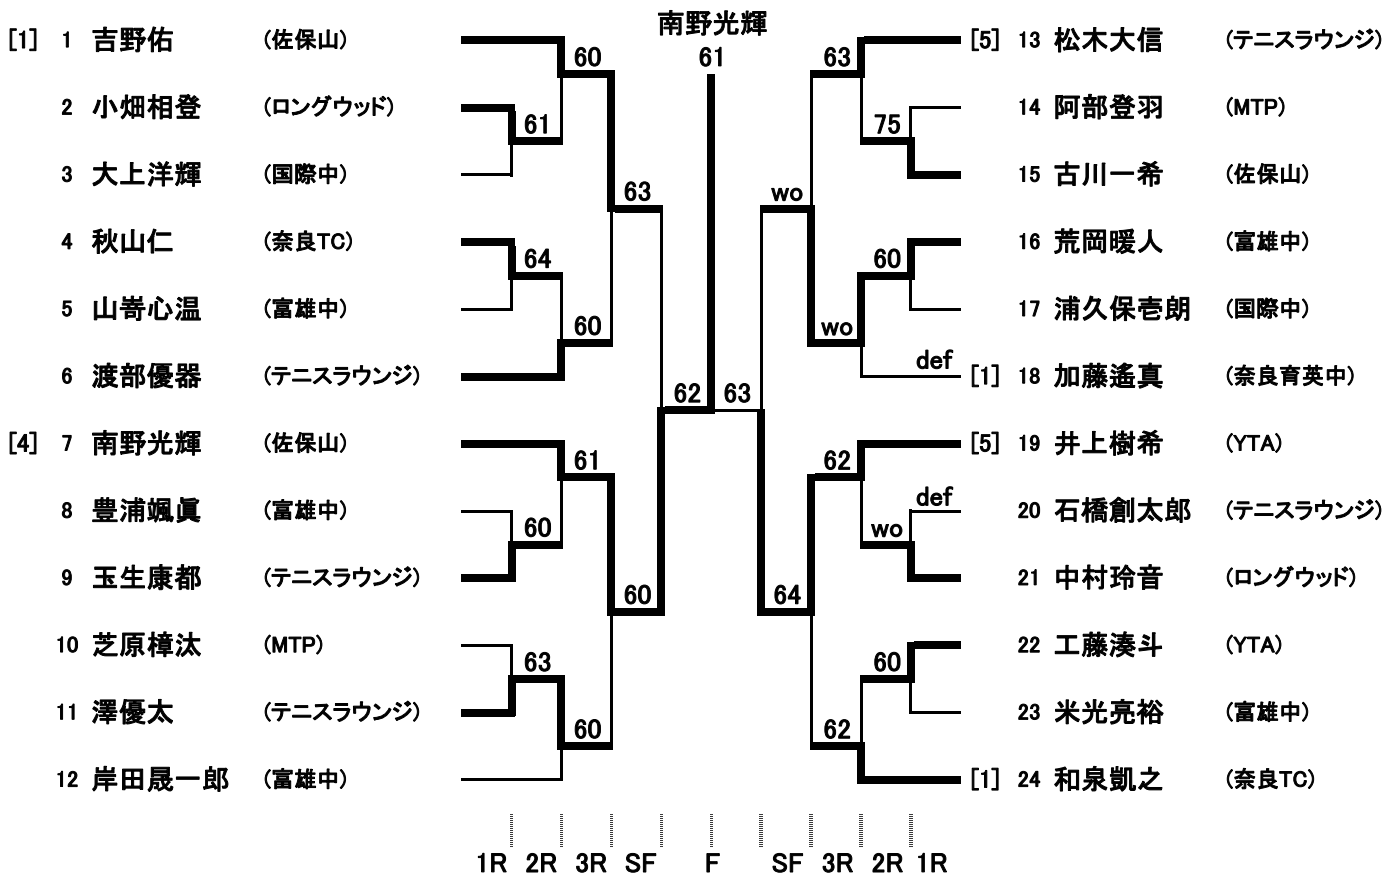 南野光輝
61
[1] 1 吉野佑 (佐保山)
2 小畑相登 (ロングウッド)
3 大上洋輝 (国際中)
4 秋山仁 (奈良TC)
5 山嵜心温 (富雄中)
6 渡部優器 (テニスラウンジ)
[4] 7 南野光輝 (佐保山)
8 豊浦颯眞 (富雄中)
9 玉生康都 (テニスラウンジ)
10 芝原樟汰 (MTP)
11 澤優太 (テニスラウンジ)
12 岸田晟一郎 (富雄中)
61
64
60
63
60
60
61
60
63
60
62
63
wo
64
63
wo
62
62
75
60
wo
60
def
def
[5] 13 松木大信 (テニスラウンジ)
14 阿部登羽 (MTP)
15 古川一希 (佐保山)
16 荒岡暖人 (富雄中)
17 浦久保壱朗 (国際中)
[1] 18 加藤遙真 (奈良育英中)
[5] 19 井上樹希 (YTA)
20 石橋創太郎 (テニスラウンジ)
21 中村玲音 (ロングウッド)
22 工藤湊斗 (YTA)
23 米光亮裕 (富雄中)
[1] 24 和泉凱之 (奈良TC)
1R 2R 3R SF F SF 3R 2R 1R